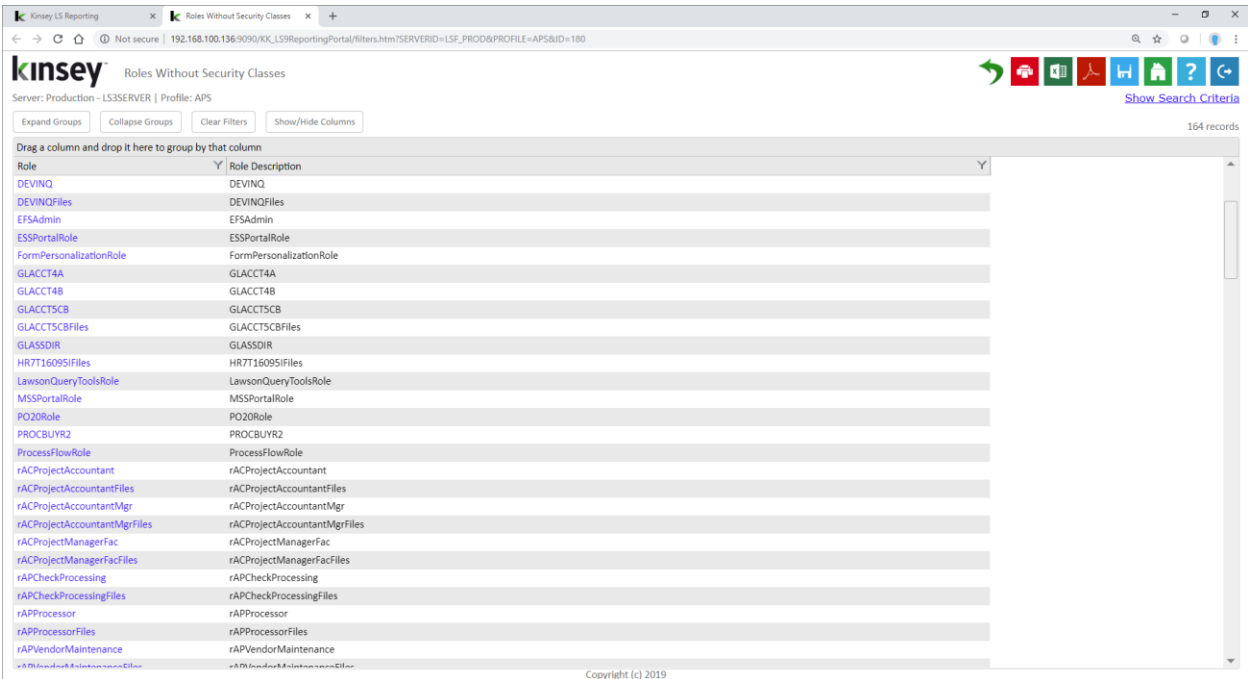 Kinsey LS Reporting
Roles Without Security Classes
Not secure | 192.168.100.136:9090/KK_LS9ReportingPortal/filters.htm?SERVERID=LSF_PROD&PROFILE=APS&ID=180
kinsey Roles Without Security Classes
Server: Production - LS3SERVER | Profile: APS
Show Search Criteria
Expand Groups Collapse Groups Clear Filters Show/Hide Columns
164 records
Drag a column and drop it here to group by that column
Role Role Description
DEVINQ DEVINQ
DEVINQFiles DEVINQFiles
EFSAdmin EFSAdmin
ESSPortalRole ESSPortalRole
FormPersonalizationRole FormPersonalizationRole
GLACCT4A GLACCT4A
GLACCT4B GLACCT4B
GLACCT5CB GLACCT5CB
GLACCT5CBFiles GLACCT5CBFiles
GLASSDIR GLASSDIR
HR7T16095IFiles HR7T16095IFiles
LawsonQueryToolsRole LawsonQueryToolsRole
MSSPortalRole MSSPortalRole
PO20Role PO20Role
PROCBUYR2 PROCBUYR2
ProcessFlowRole ProcessFlowRole
rACProjectAccountant rACProjectAccountant
rACProjectAccountantFiles rACProjectAccountantFiles
rACProjectAccountantMgr rACProjectAccountantMgr
rACProjectAccountantMgrFiles rACProjectAccountantMgrFiles
rACProjectManagerFac rACProjectManagerFac
rACProjectManagerFacFiles rACProjectManagerFacFiles
rAPCheckProcessing rAPCheckProcessing
rAPCheckProcessingFiles rAPCheckProcessingFiles
rAPProcessor rAPProcessor
rAPProcessorFiles rAPProcessorFiles
rAPVendorMaintenance rAPVendorMaintenance
rAPVendorMaintenanceFiles rAPVendorMaintenanceFiles
Copyright (c) 2019